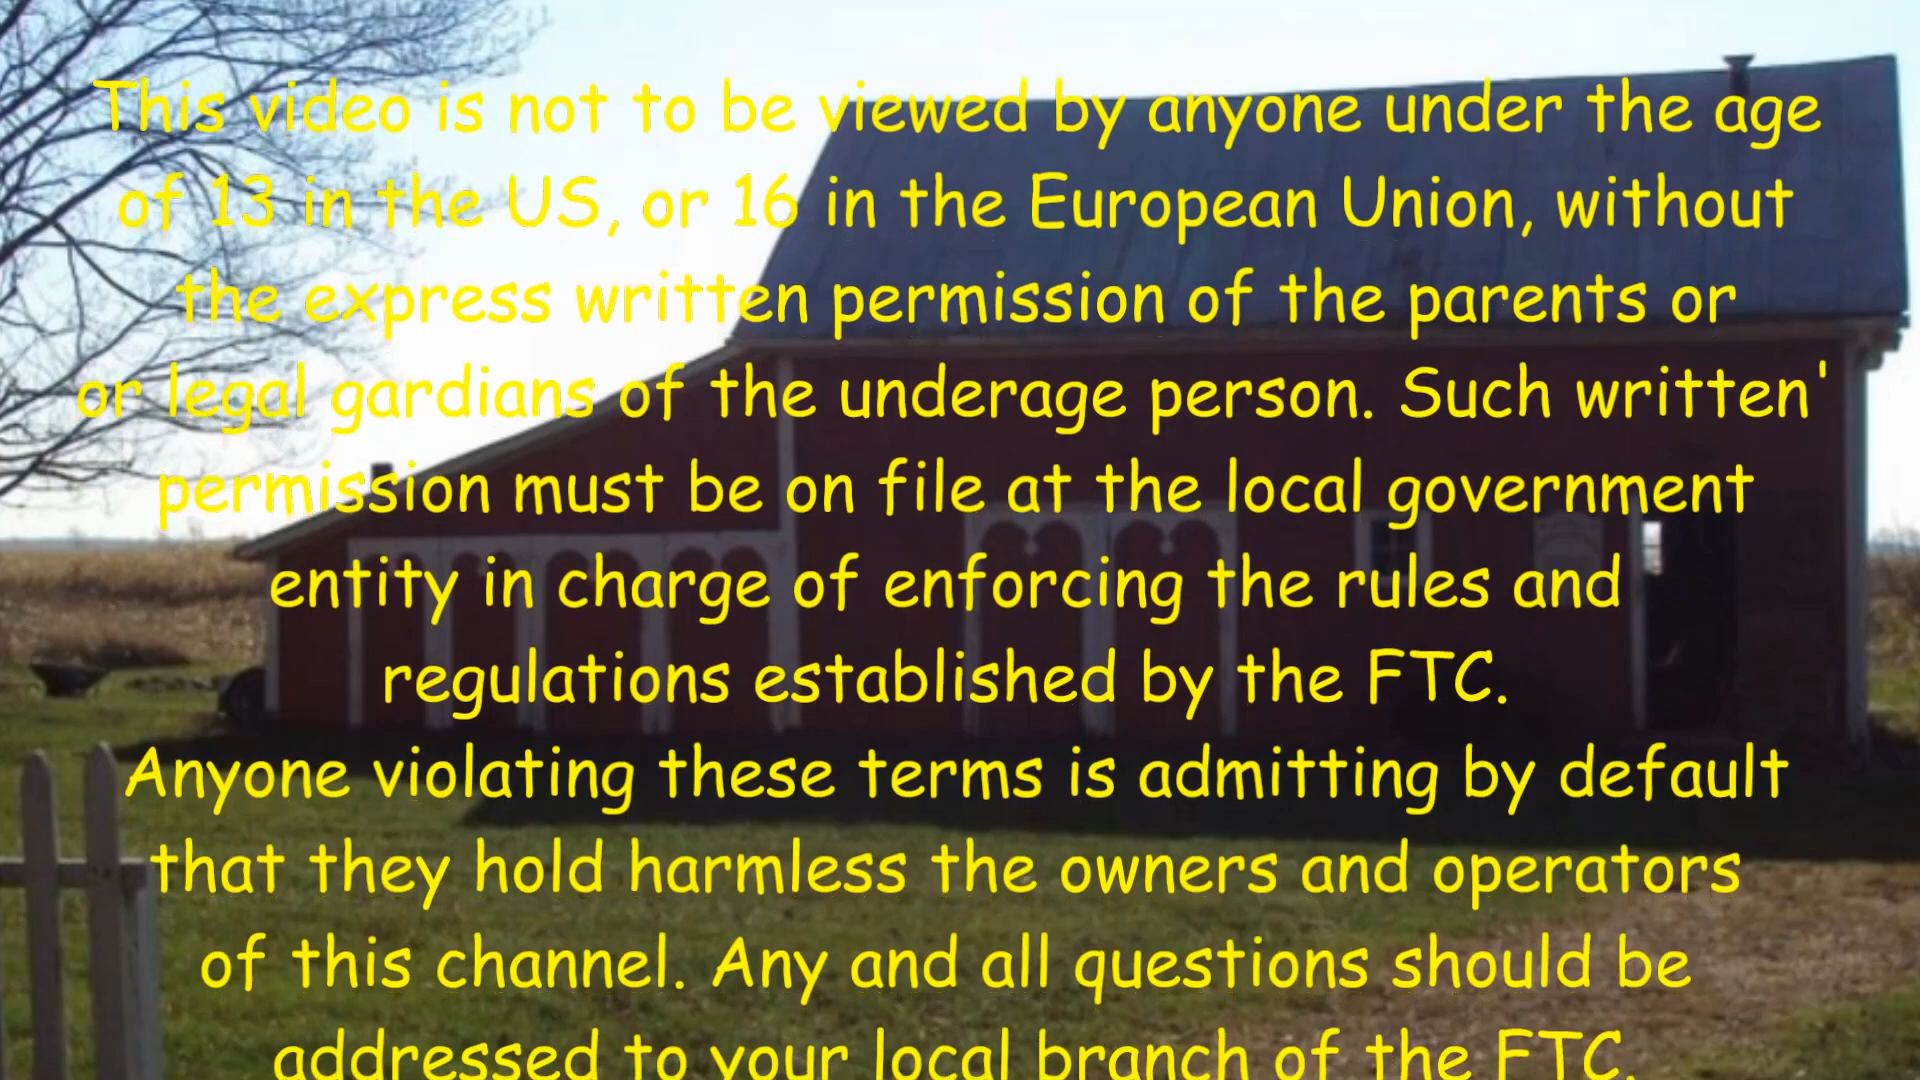 This video is not to be viewed by anyone under the age
of 13 in the US, or 16 in the European Union, without
the express written permission of the parents or
or legal gardians of the underage person. Such written'
permission must be on file at the local government
entity in charge of enforcing the rules and
regulations established by the FTC.
Anyone violating these terms is admitting by default
that they hold harmless the owners and operators
of this channel. Any and all questions should be
addressed to your local branch of the FTC.